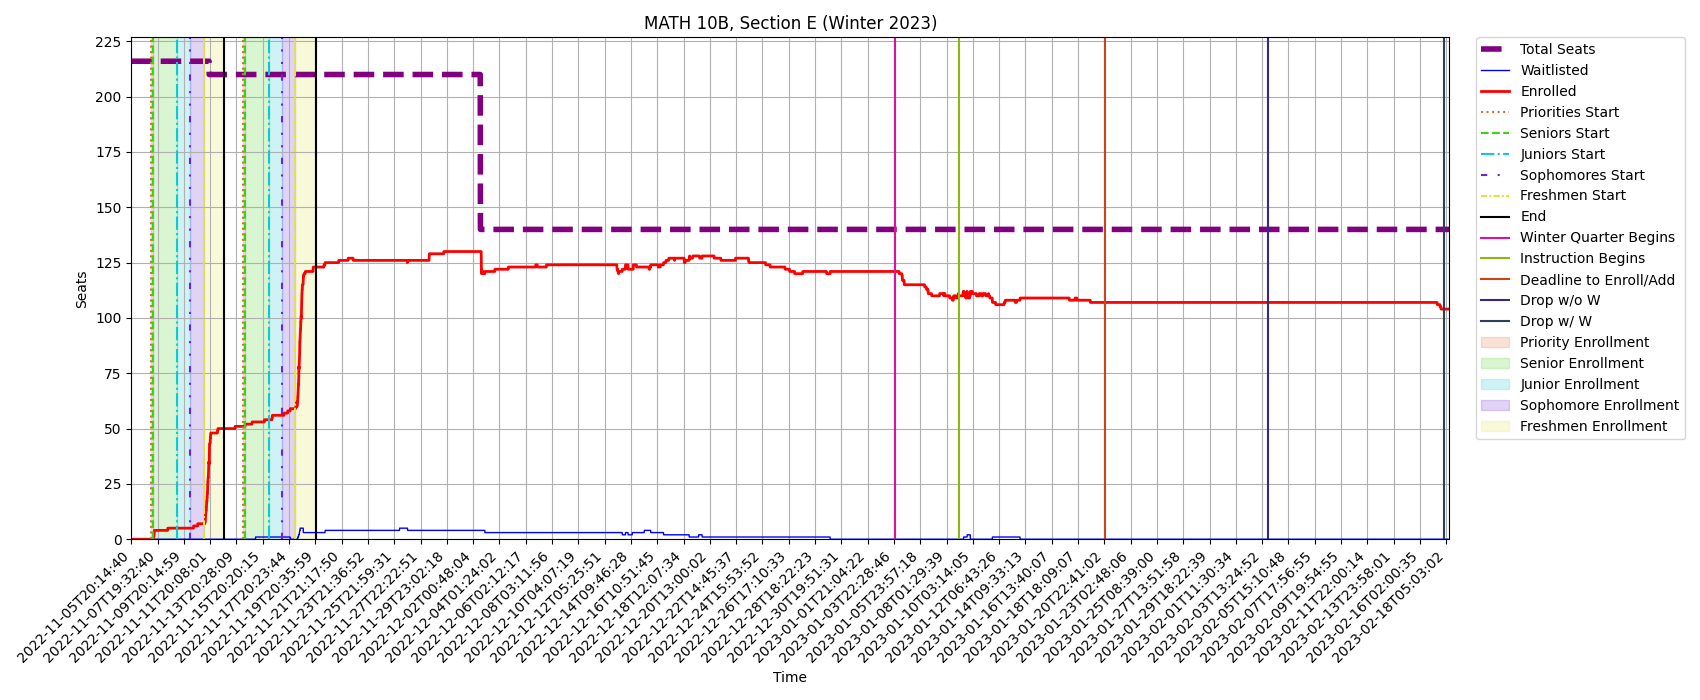 MATH 10B, Section E (Winter 2023)
Seats
225
200
175
150
125
100
75
50
25
0
2022-11-05T20:14:40
2022-11-07T19:32:40
2022-11-09T20:14:59
2022-11-11T20:08:01
2022-11-13T20:28:09
2022-11-15T20:20:15
2022-11-17T20:23:44
2022-11-19T20:35:59
2022-11-21T21:17:50
2022-11-23T21:36:52
2022-11-25T21:59:31
2022-11-27T22:22:51
2022-11-29T23:02:18
2022-12-02T00:48:04
2022-12-04T01:24:02
2022-12-06T02:12:17
2022-12-08T03:11:56
2022-12-10T04:07:19
2022-12-12T05:25:51
2022-12-14T09:46:28
2022-12-16T10:51:45
2022-12-18T12:07:34
2022-12-20T13:00:02
2022-12-22T14:45:37
2022-12-24T15:53:52
2022-12-26T17:10:33
2022-12-28T18:22:23
2022-12-30T19:51:31
2023-01-01T21:04:22
2023-01-03T22:28:46
2023-01-05T23:57:18
2023-01-08T01:29:39
2023-01-10T03:14:05
2023-01-12T06:43:26
2023-01-14T09:33:13
2023-01-16T13:40:07
2023-01-18T18:09:07
2023-01-20T22:41:02
2023-01-23T02:48:06
2023-01-25T08:39:00
2023-01-27T13:51:58
2023-01-29T18:22:39
2023-02-01T11:30:34
2023-02-03T13:24:52
2023-02-05T15:10:48
2023-02-07T17:56:55
2023-02-09T19:54:55
2023-02-11T22:00:14
2023-02-13T23:58:01
2023-02-16T02:00:35
2023-02-18T05:03:02
Time
Total Seats
Waitlisted
Enrolled
Priorities Start
Seniors Start
Juniors Start
Sophomores Start
Freshmen Start
End
Winter Quarter Begins
Instruction Begins
Deadline to Enroll/Add
Drop w/o W
Drop w/ W
Priority Enrollment
Senior Enrollment
Junior Enrollment
Sophomore Enrollment
Freshmen Enrollment